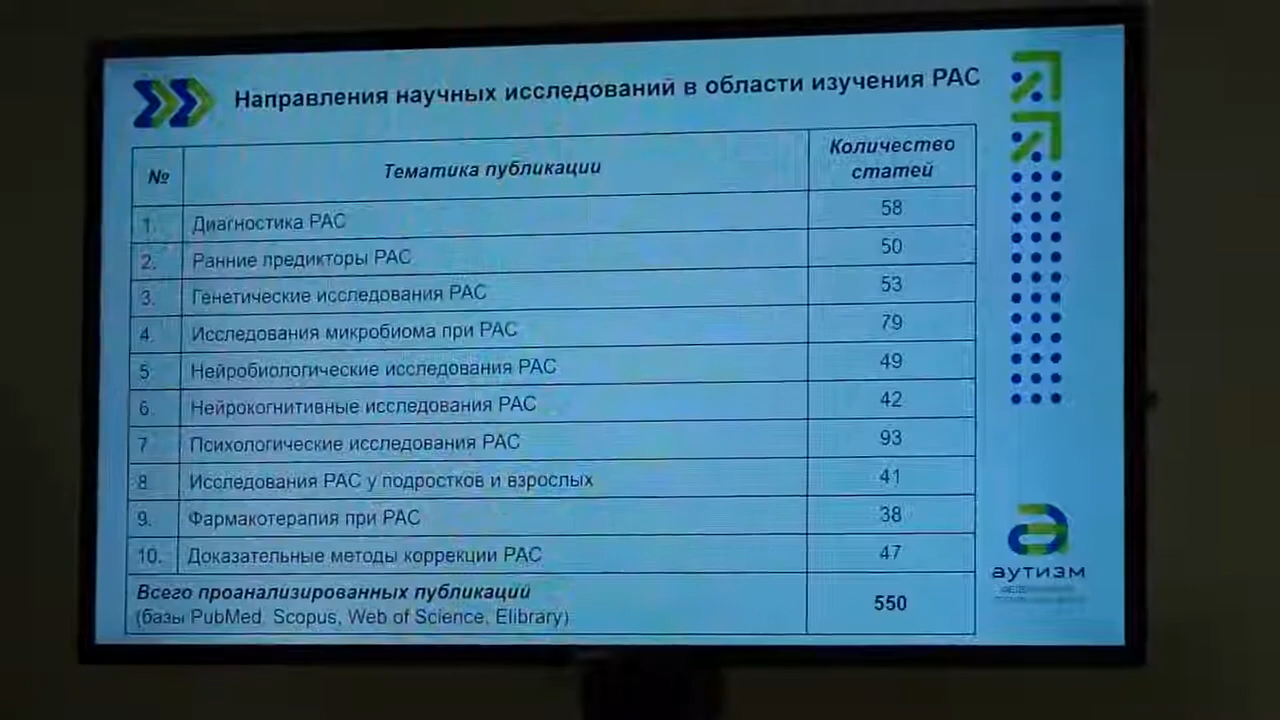 Направления научных исследований в области изучения РАС
№ Тематика публикации Количество статей
1. Диагностика РАС 58
2. Ранние предикторы РАС 50
3. Генетические исследования РАС 53
4. Исследования микробиома при РАС 79
5 Нейробиологические исследования РАС 49
6. Нейрокогнитивные исследования РАС 42
7 Психологические исследования РАС 93
8 Исследования РАС у подростков и взрослых 41
9. Фармакотерапия при РАС 38
10. Доказательные методы коррекции РАС 47
Всего проанализированных публикаций 550
(базы PubMed Scopus, Web of Science, Elibrary)
аутизм